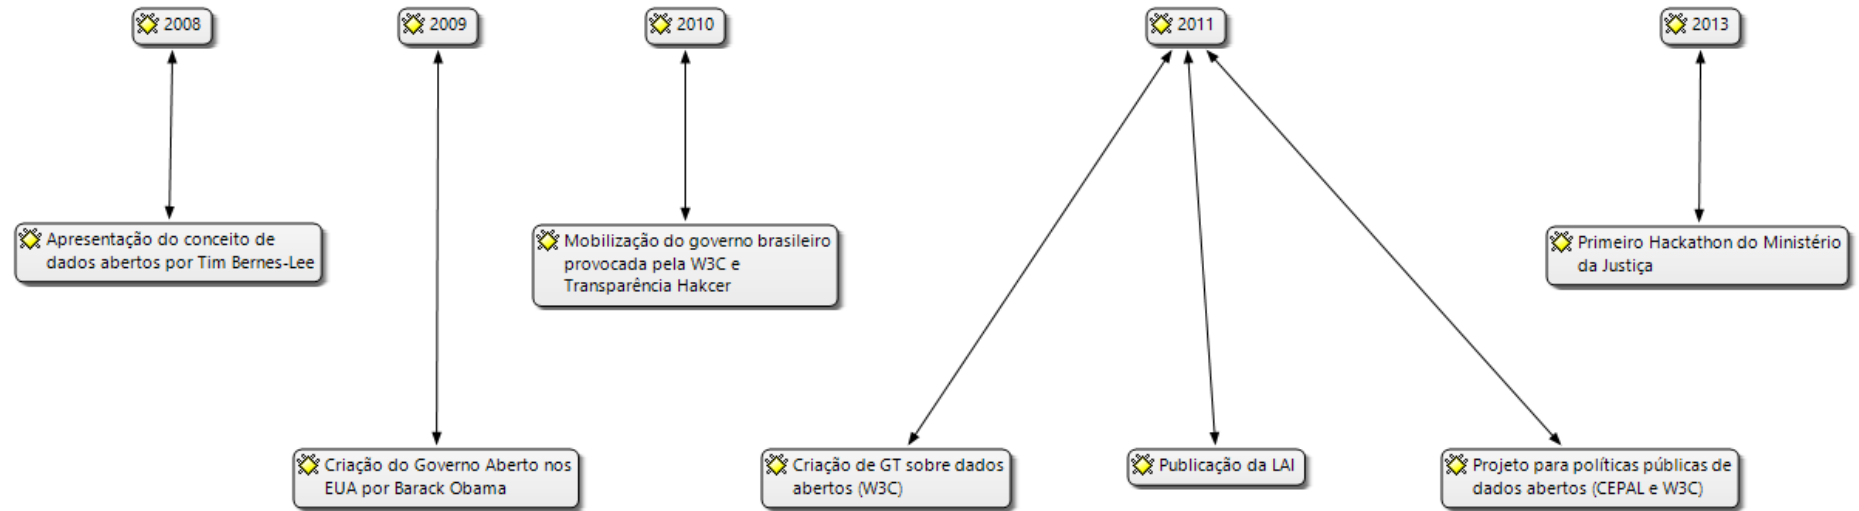 2008
2009
2010
2011
2013
Apresentação do conceito de
dados abertos por Tim Bernes-Lee
Mobilização do governo brasileiro
provocada pela W3C e
Transparência Hakcer
Primeiro Hackathon do Ministério
da Justiça
Criação do Governo Aberto nos
EUA por Barack Obama
Criação de GT sobre dados
abertos (W3C)
Publicação da LAI
Projeto para políticas públicas de
dados abertos (CEPAL e W3C)